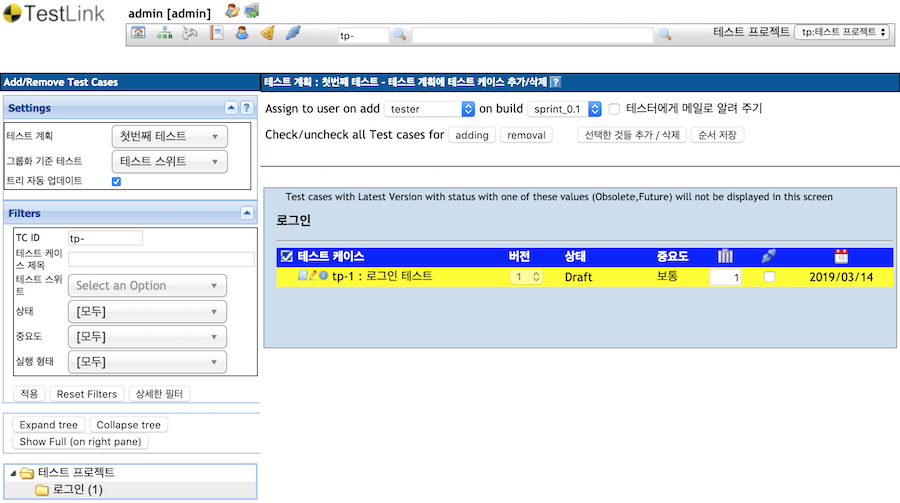 TestLink
admin [admin]
tp-
테스트 프로젝트 tp:테스트 프로젝트
Add/Remove Test Cases
Settings
테스트 계획 첫번째 테스트
그룹화 기준 테스트 테스트 스위트
트리 자동 업데이트
Filters
TC ID tp-
테스트 케이
스 제목
테스트 스위
트 Select an Option
상태 [모두]
중요도 [모두]
실행 형태 [모두]
적용 Reset Filters 상세한 필터
Expand tree Collapse tree
Show Full (on right pane)
테스트 프로젝트
로그인 (1)
테스트 계획 : 첫번째 테스트 - 테스트 계획에 테스트 케이스 추가/삭제
Assign to user on add tester on build sprint_0.1 테스터에게 메일로 알려 주기
Check/uncheck all Test cases for adding removal 선택한 것들 추가 / 삭제 순서 저장
Test cases with Latest Version with status with one of these values (Obsolete,Future) will not be displayed in this screen
로그인
테스트 케이스 버전 상태 중요도
tp-1 : 로그인 테스트 1 Draft 보통 1 2019/03/14